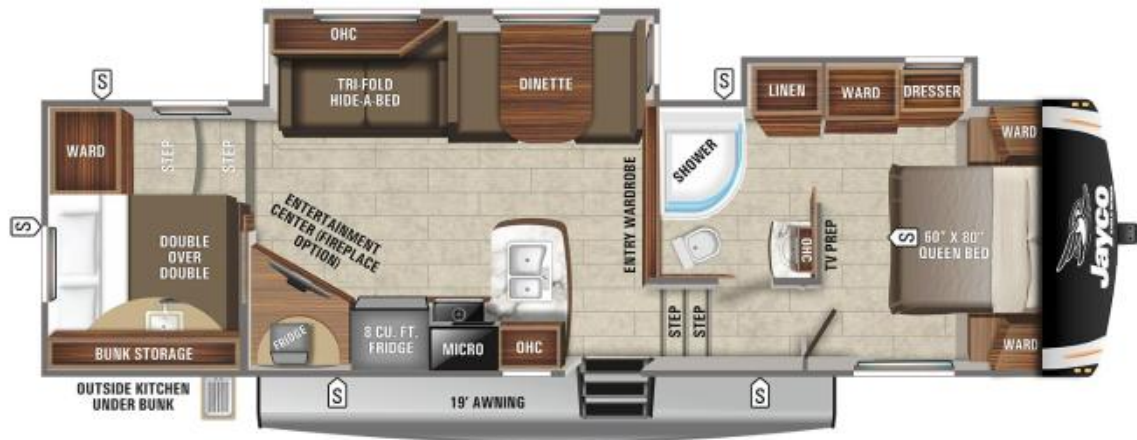 OHC
TRI-FOLD
HIDE-A-BED
DINETTE
S
S
LINEN
WARD
DRESSER
WARD
WARD
STEP
STEP
SHOWER
ENTRY WARDROBE
ENTERTAINMENT
CENTER (FIREPLACE
OPTION)
S
DOUBLE
OVER
DOUBLE
OHC
TV PREP
S
60" X 80"
QUEEN BED
Jayco
FRIDGE
8 CU. FT.
FRIDGE
MICRO
OHC
STEP
STEP
WARD
BUNK STORAGE
OUTSIDE KITCHEN
UNDER BUNK
S
19' AWNING
S